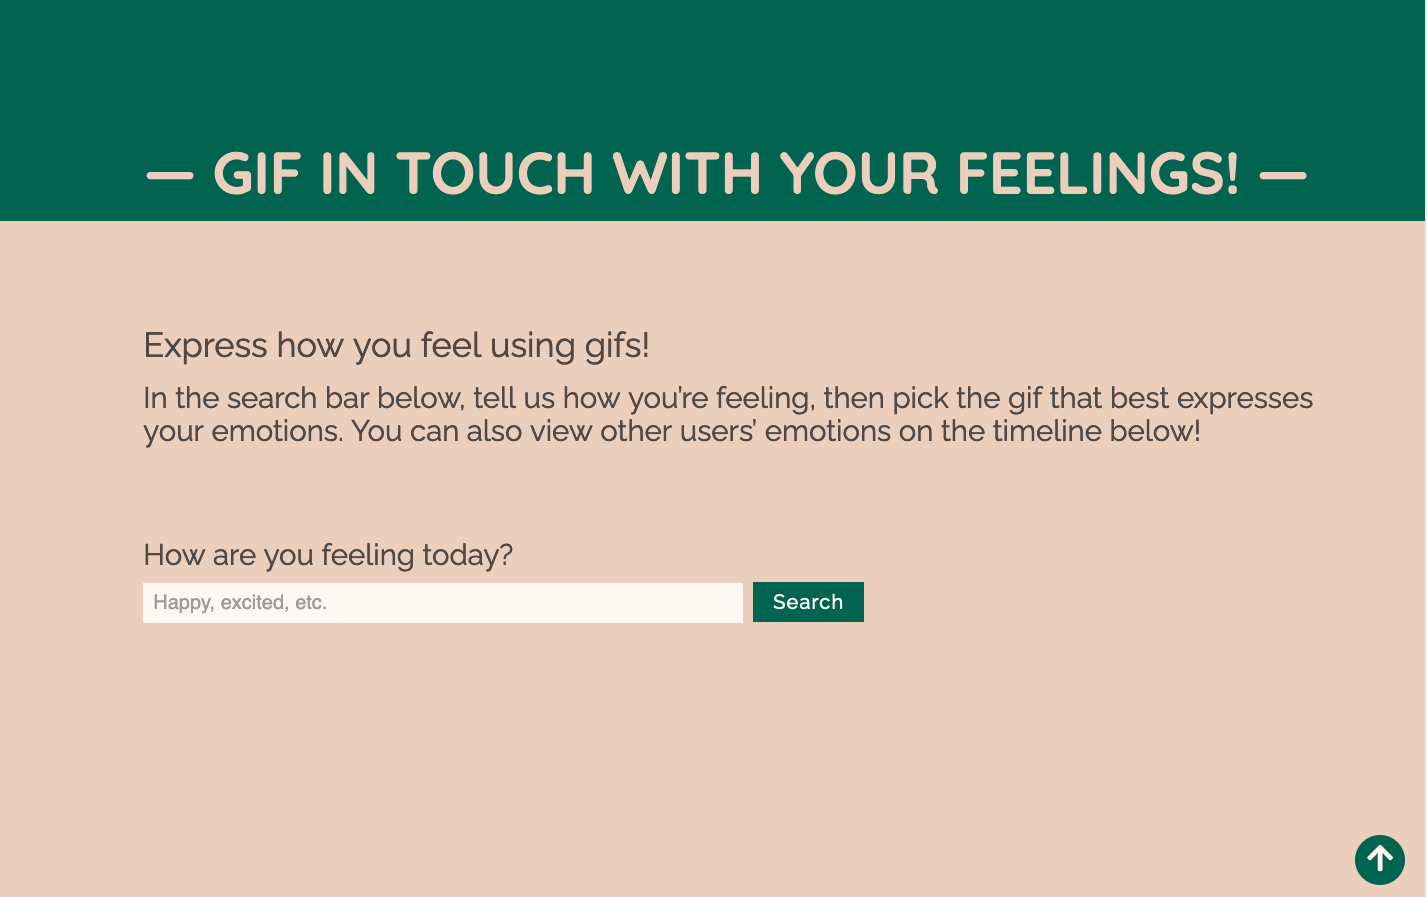 — GIF IN TOUCH WITH YOUR FEELINGS! —
Express how you feel using gifs!
In the search bar below, tell us how you’re feeling, then pick the gif that best expresses
your emotions. You can also view other users’ emotions on the timeline below!
How are you feeling today?
Happy, excited, etc.
Search